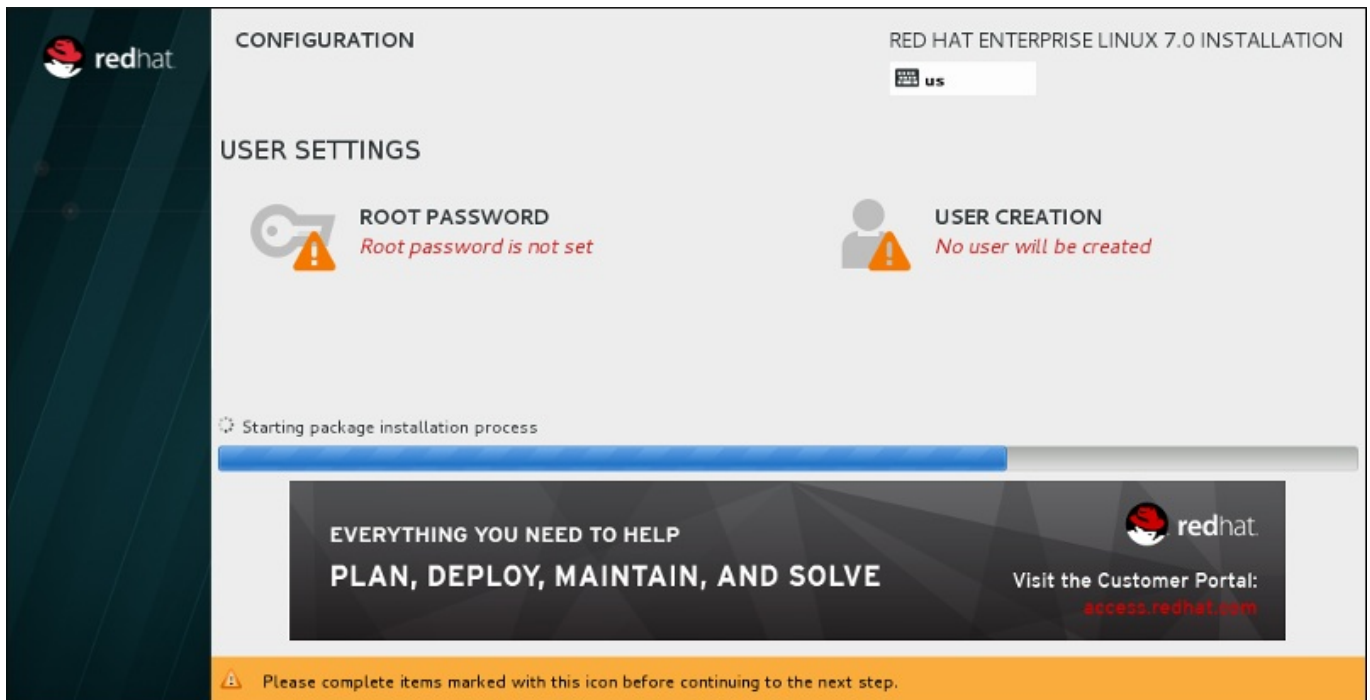 redhat
CONFIGURATION
RED HAT ENTERPRISE LINUX 7.0 INSTALLATION
us
USER SETTINGS
ROOT PASSWORD
Root password is not set
USER CREATION
No user will be created
Starting package installation process
EVERYTHING YOU NEED TO HELP
PLAN, DEPLOY, MAINTAIN, AND SOLVE
redhat
Visit the Customer Portal:
access.redhat.com
Please complete items marked with this icon before continuing to the next step.